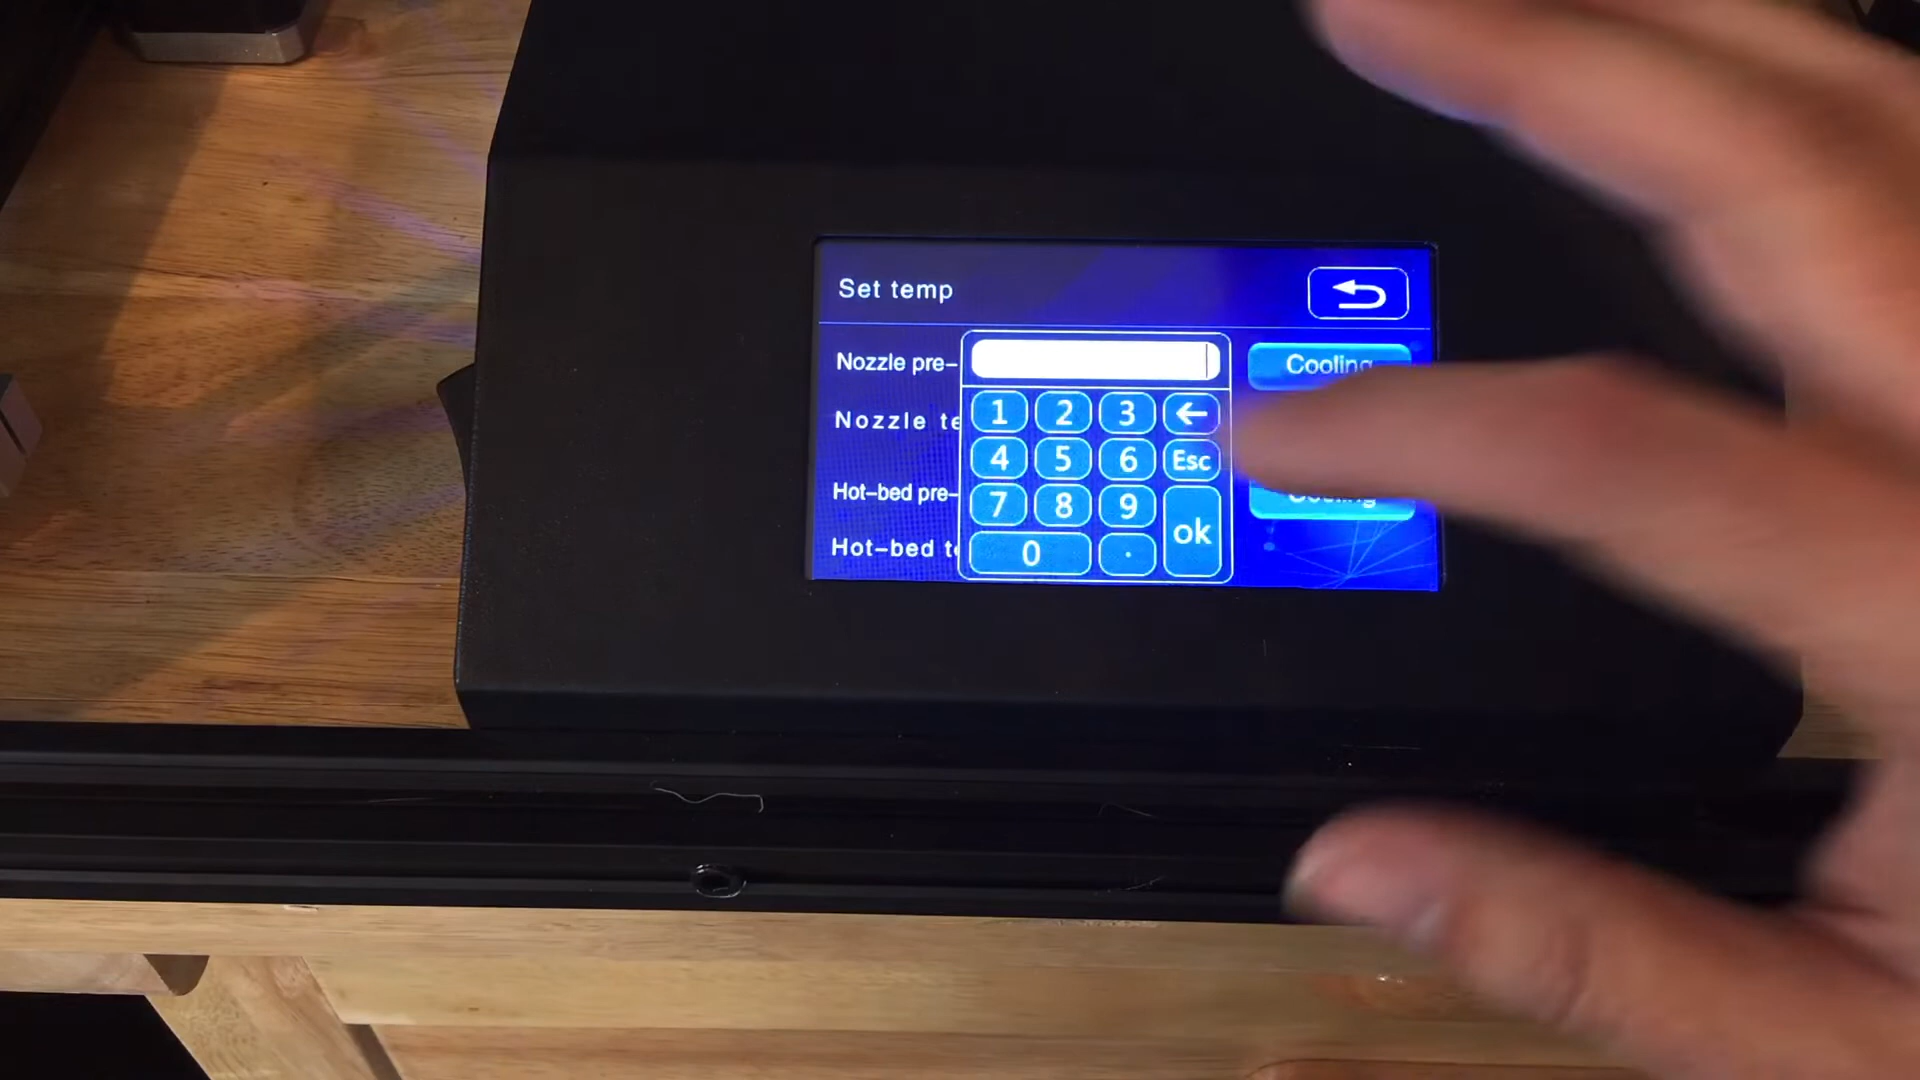 Set temp
Nozzle pre-
Cooling
1 2 3 ←
Nozzle te
4 5 6 Esc
Hot-bed pre-
7 8 9
Cooling
ok
Hot-bed t
0 .